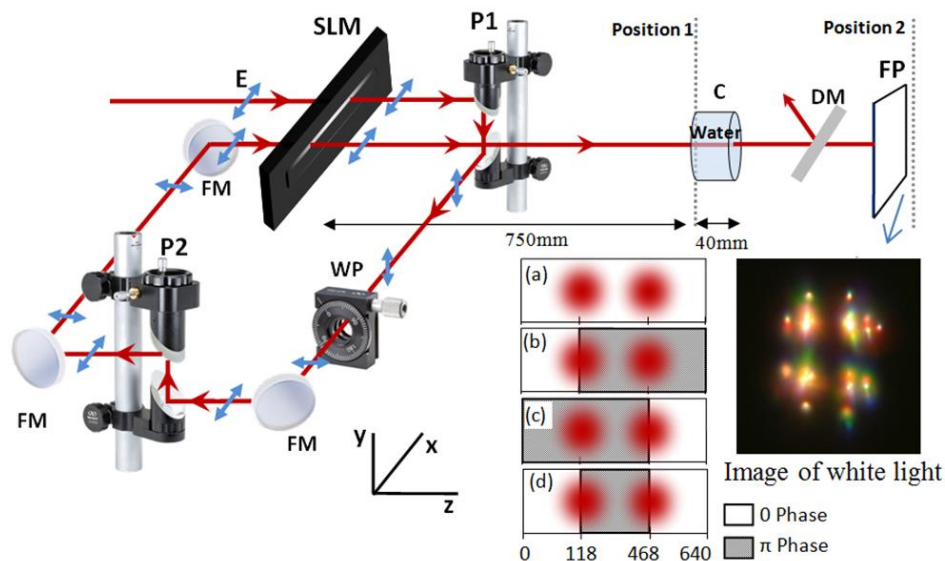 SLM
P1
Position 1
Position 2
E
C
FP
DM
Water
FM
750mm
40mm
P2
WP
FM
FM
y
x
z
(a)
(b)
(c)
(d)
0 118 468 640
Image of white light
0 Phase
π Phase